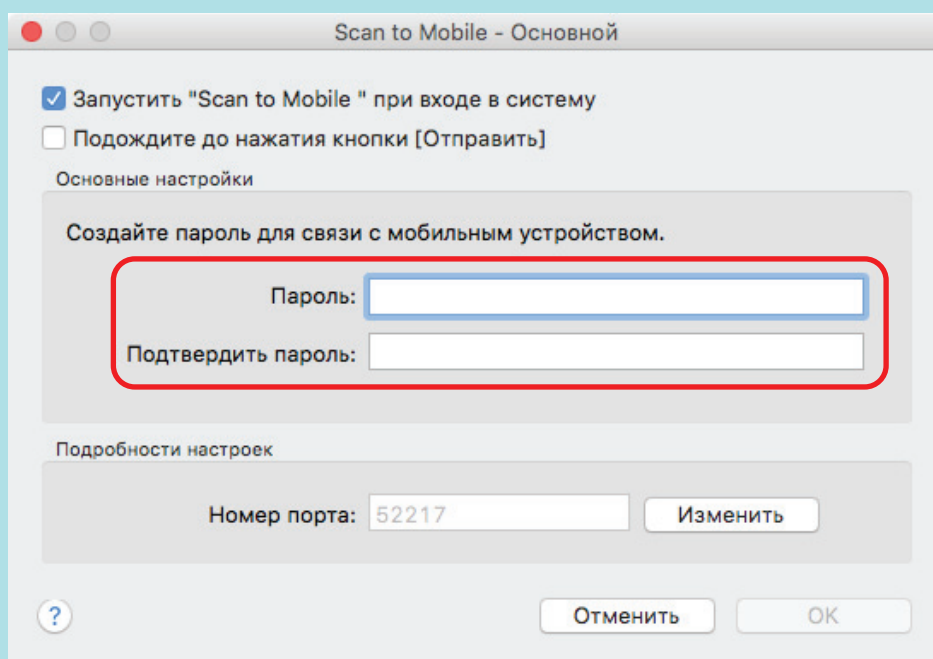 Scan to Mobile - Основной
Запустить "Scan to Mobile " при входе в систему
Подождите до нажатия кнопки [Отправить]
Основные настройки
Создайте пароль для связи с мобильным устройством.
Пароль:
Подтвердить пароль:
Подробности настроек
Номер порта: 52217 Изменить
? Отменить OK